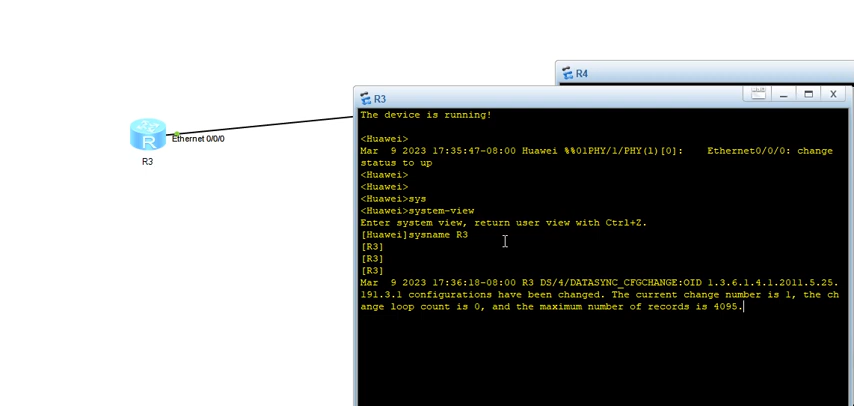 R4
R3
The device is running!
<Huawei>
Mar  9 2023 17:35:47-08:00 Huawei %%01PHY/1/PHY(l)[0]:    Ethernet0/0/0: change
status to up
<Huawei>
<Huawei>
<Huawei>sys
<Huawei>system-view
Enter system view, return user view with Ctrl+Z.
[Huawei]sysname R3
[R3]
[R3]
[R3]
Mar  9 2023 17:36:18-08:00 R3 DS/4/DATASYNC_CFGCHANGE:OID 1.3.6.1.4.1.2011.5.25.
191.3.1 configurations have been changed. The current change number is 1, the ch
ange loop count is 0, and the maximum number of records is 4095.
Ethernet 0/0/0
R
R3